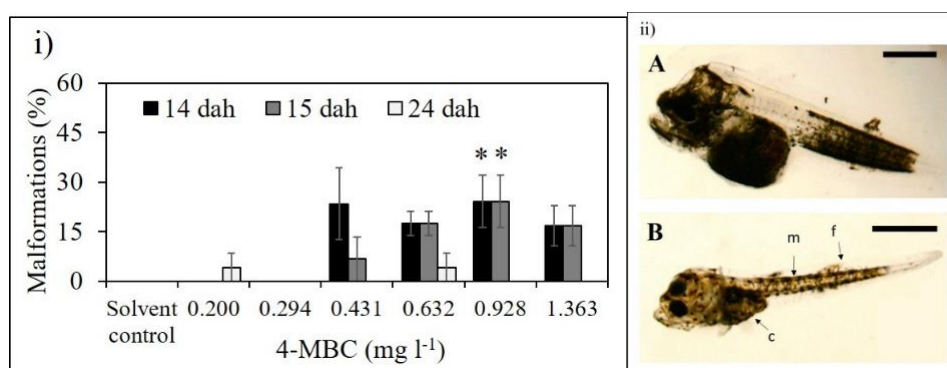 i)
Malformations (%)
60
45
30
15
0
14 dah 15 dah 24 dah
* *
Solvent control 0.200 0.294 0.431 0.632 0.928 1.363
4-MBC (mg l-1)
ii)
A
B
m
f
c